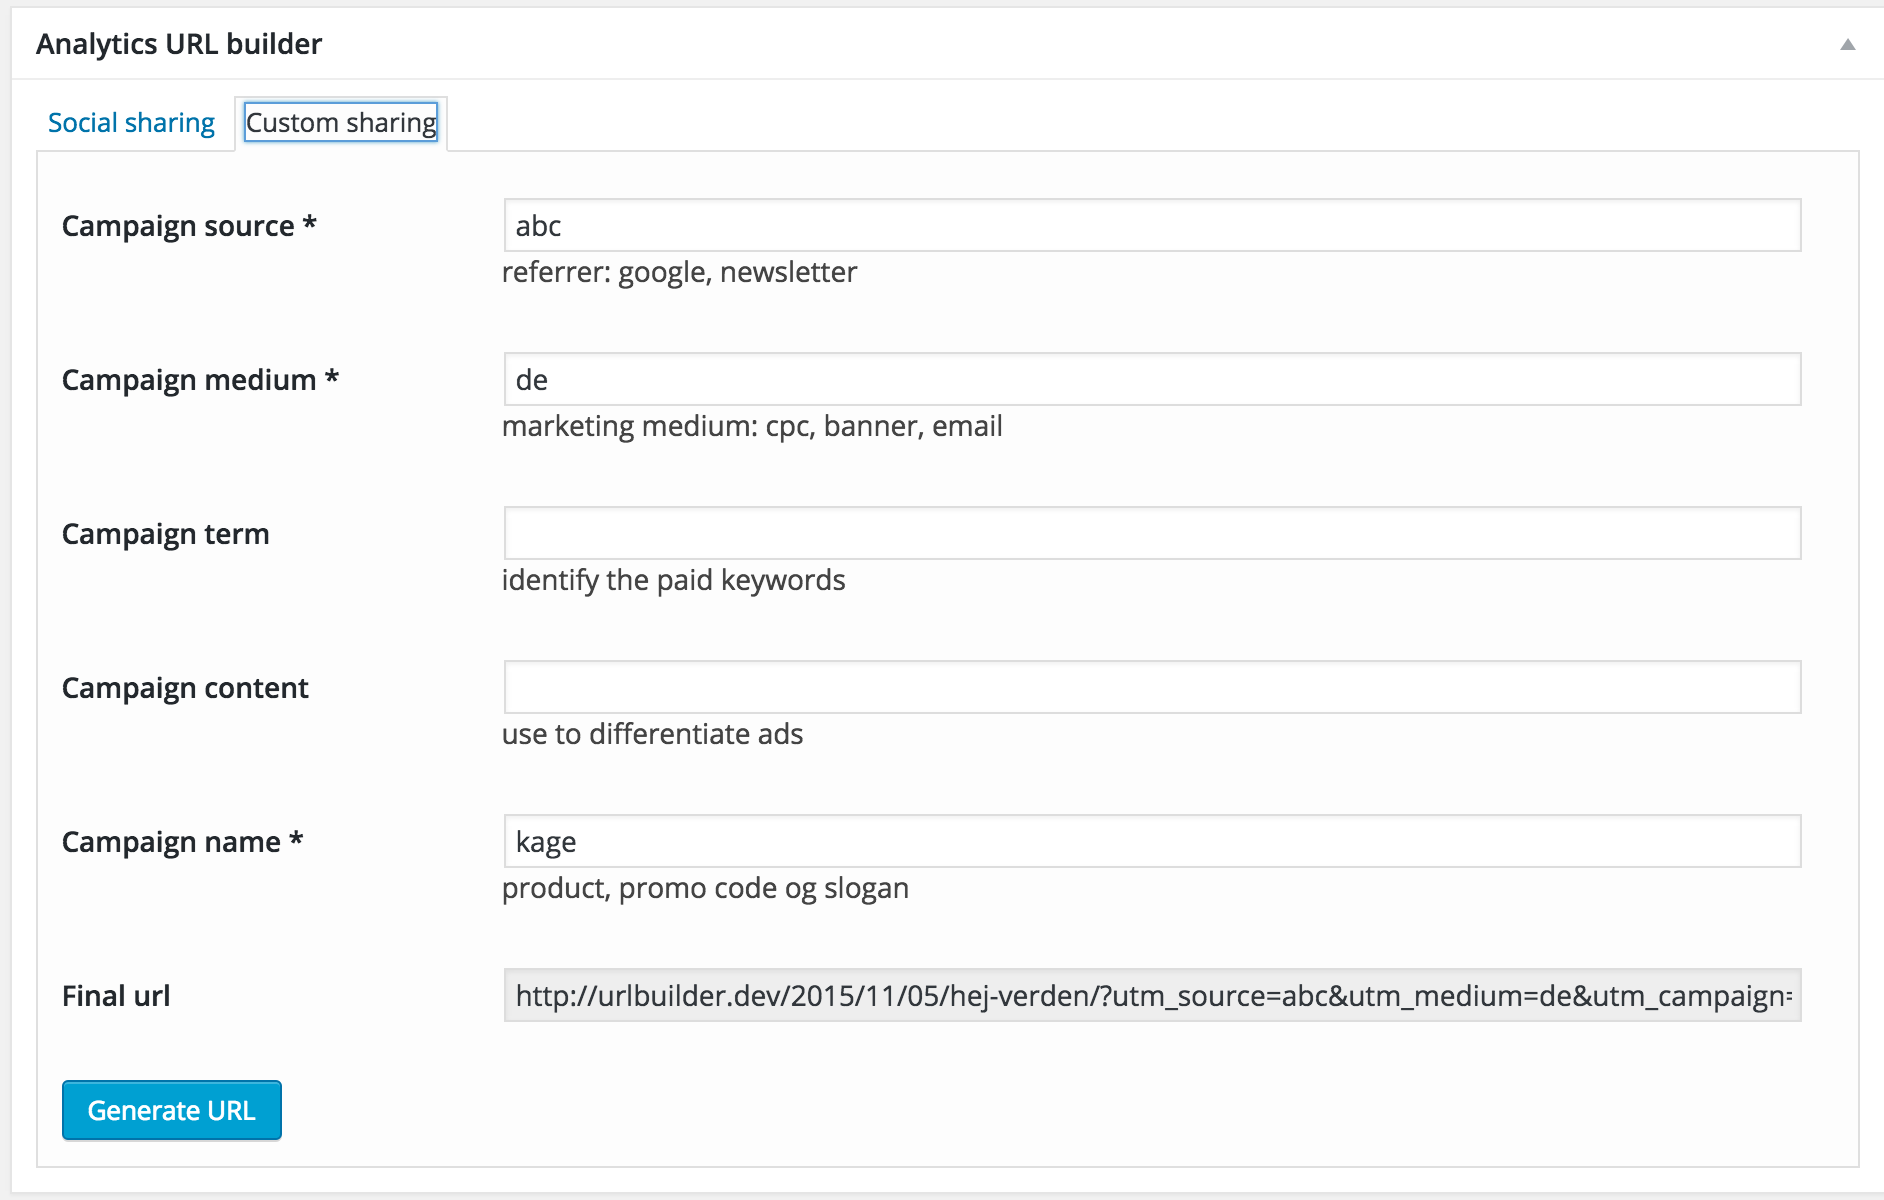 Analytics URL builder
Social sharing Custom sharing
Campaign source * abc
referrer: google, newsletter
Campaign medium * de
marketing medium: cpc, banner, email
Campaign term
identify the paid keywords
Campaign content
use to differentiate ads
Campaign name * kage
product, promo code og slogan
Final url http://urlbuilder.dev/2015/11/05/hej-verden/?utm_source=abc&utm_medium=de&utm_campaign=
Generate URL